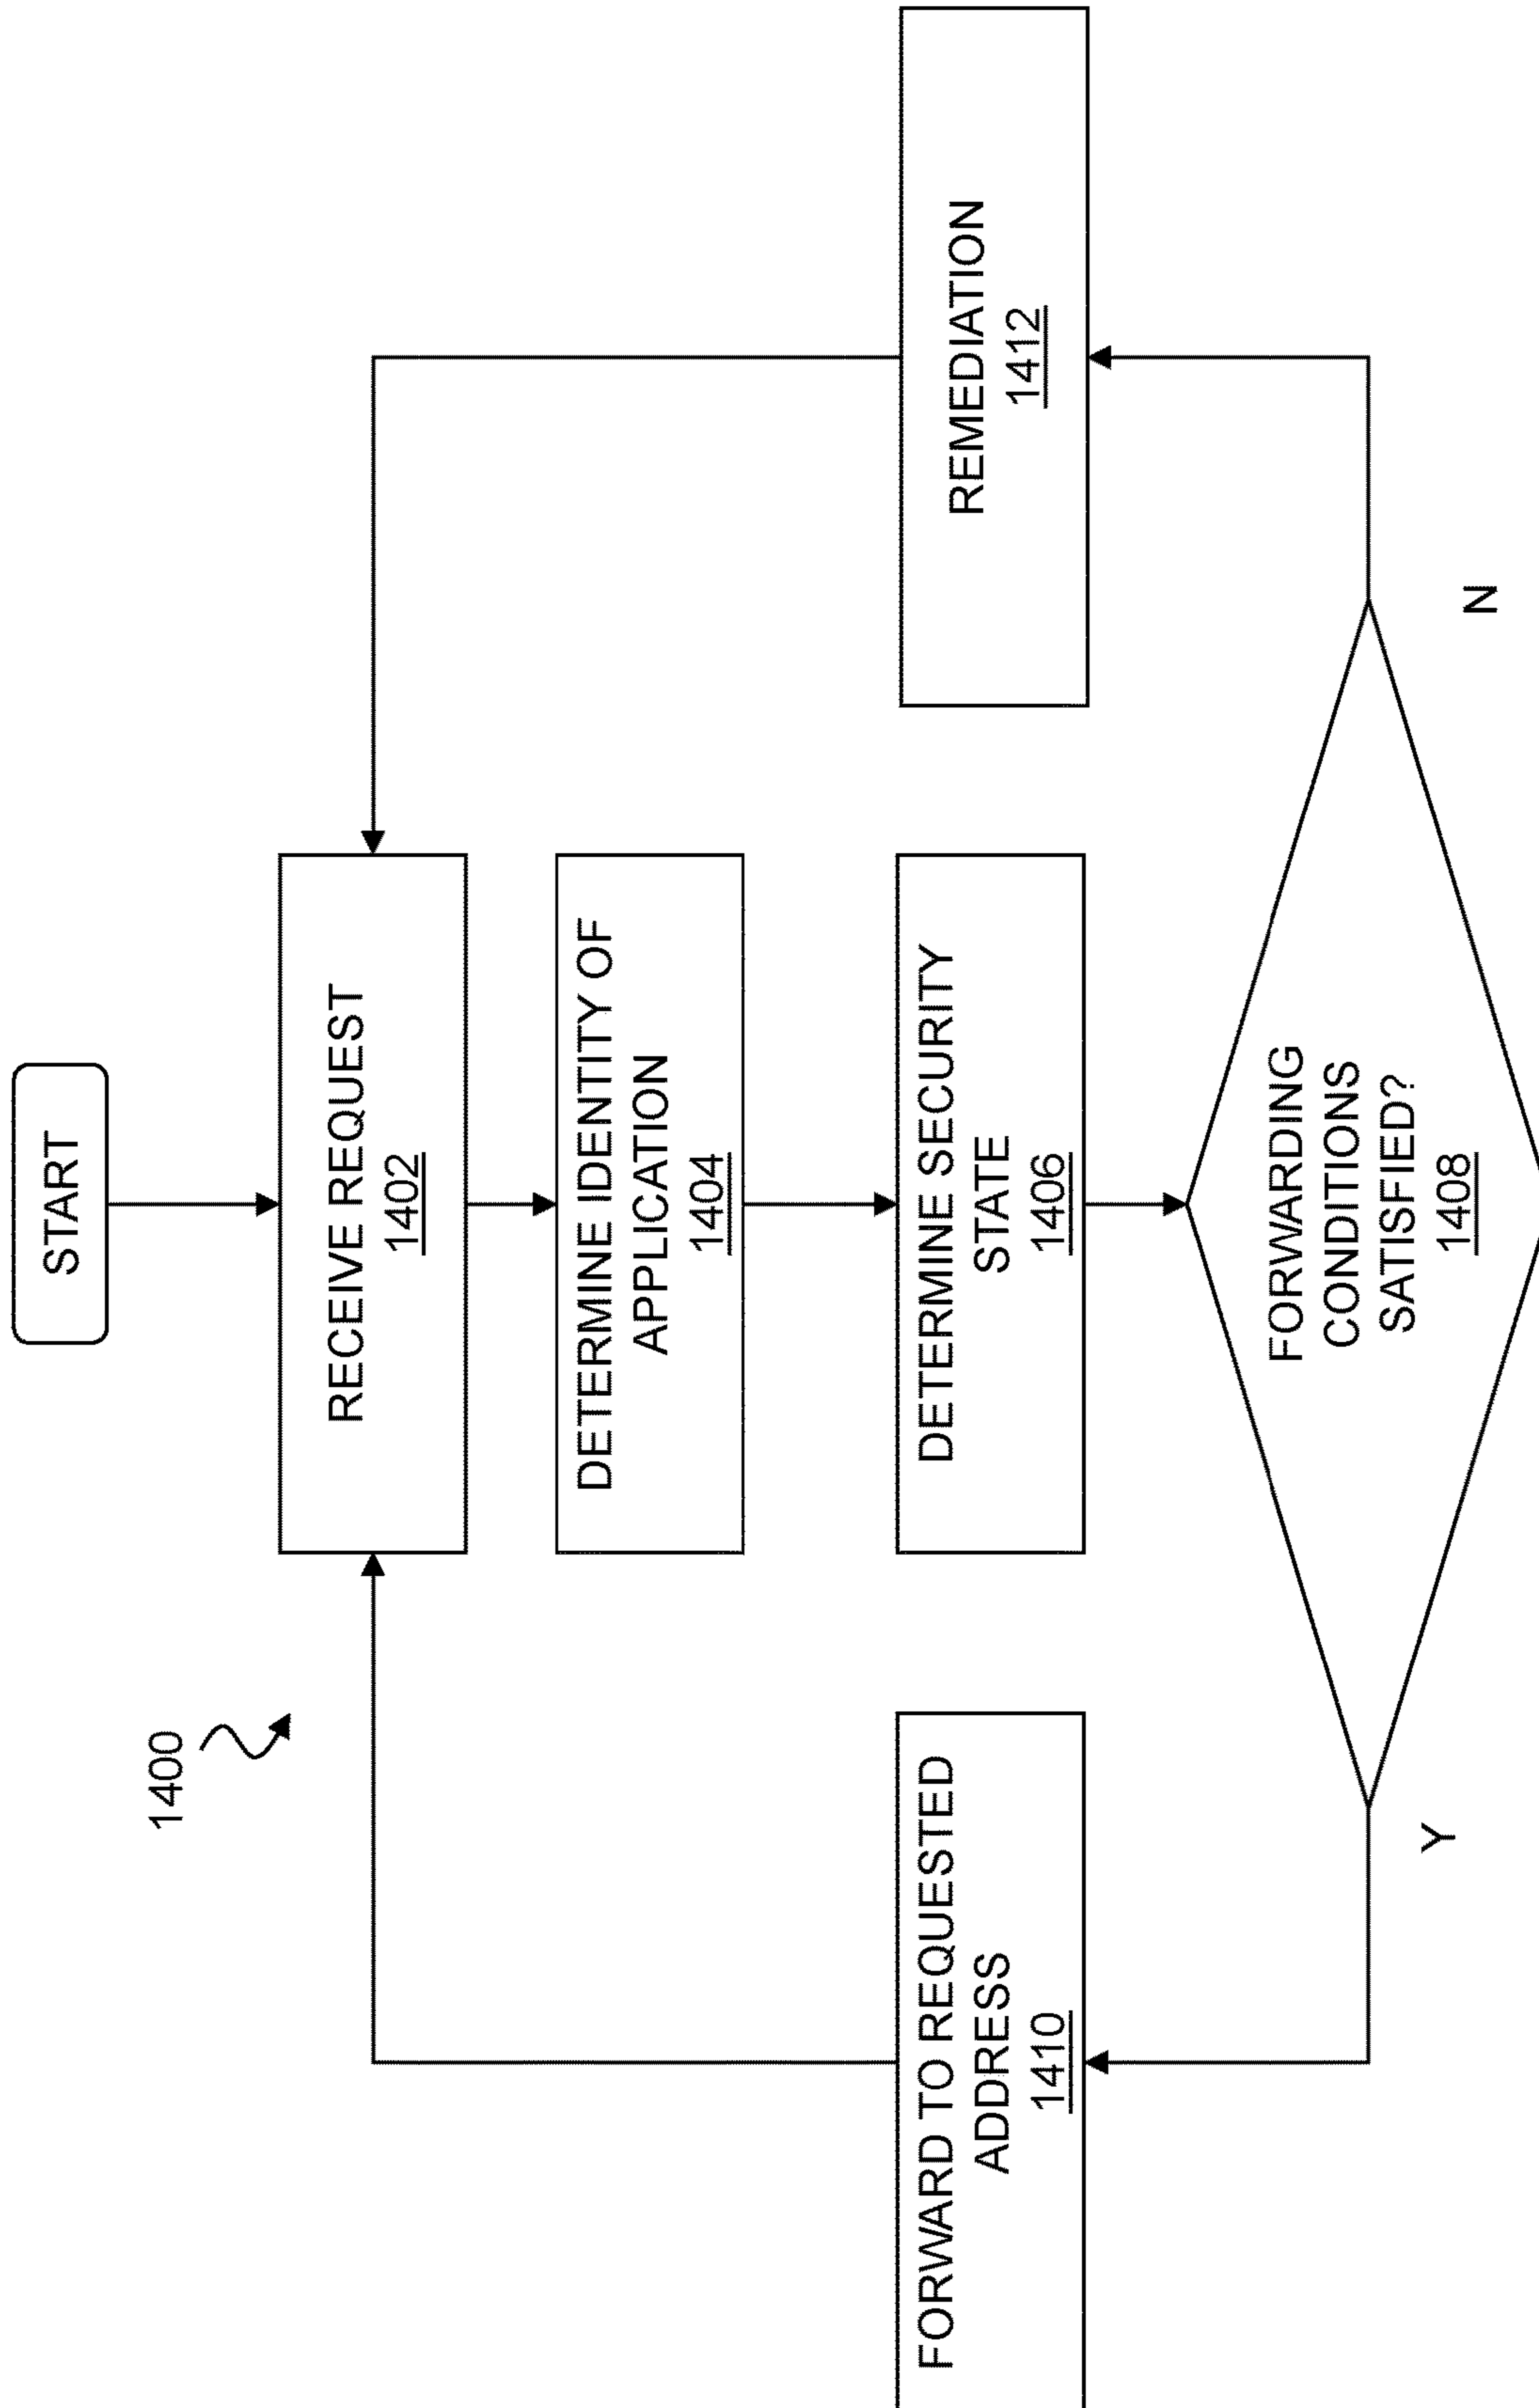 START
1400
RECEIVE REQUEST
1402
DETERMINE IDENTITY OF
APPLICATION
1404
FORWARD TO REQUESTED
ADDRESS
1410
DETERMINE SECURITY
STATE
1406
REMEDIATION
1412
FORWARDING
CONDITIONS
SATISFIED?
1408
Y
N